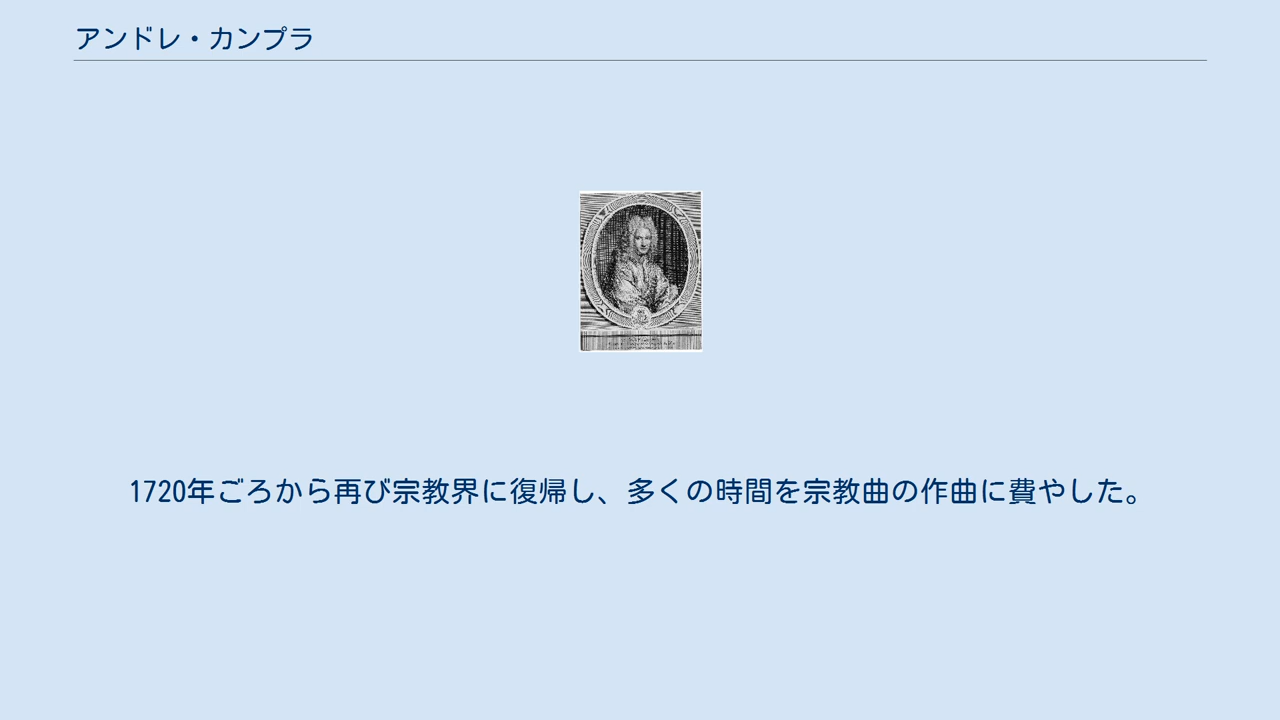 アンドレ・カンプラ
1720年ごろから再び宗教界に復帰し、多くの時間を宗教曲の作曲に費やした。